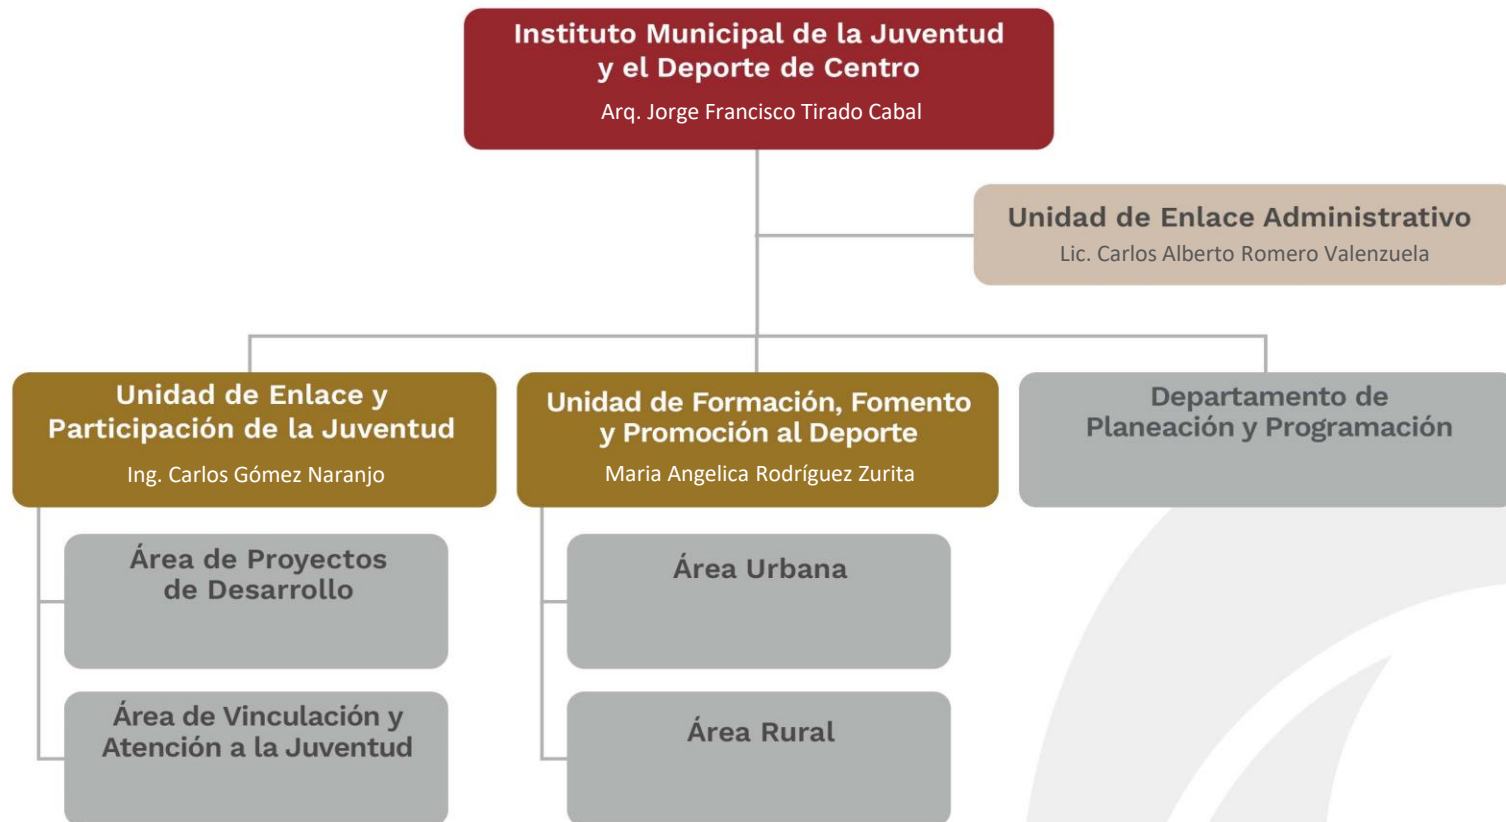 Instituto Municipal de la Juventud
y el Deporte de Centro
Arq. Jorge Francisco Tirado Cabal
Unidad de Enlace Administrativo
Lic. Carlos Alberto Romero Valenzuela
Unidad de Enlace y
Participación de la Juventud
Ing. Carlos Gómez Naranjo
Unidad de Formación, Fomento
y Promoción al Deporte
Maria Angelica Rodríguez Zurita
Departamento de
Planeación y Programación
Área de Proyectos
de Desarrollo
Área Urbana
Área de Vinculación y
Atención a la Juventud
Área Rural